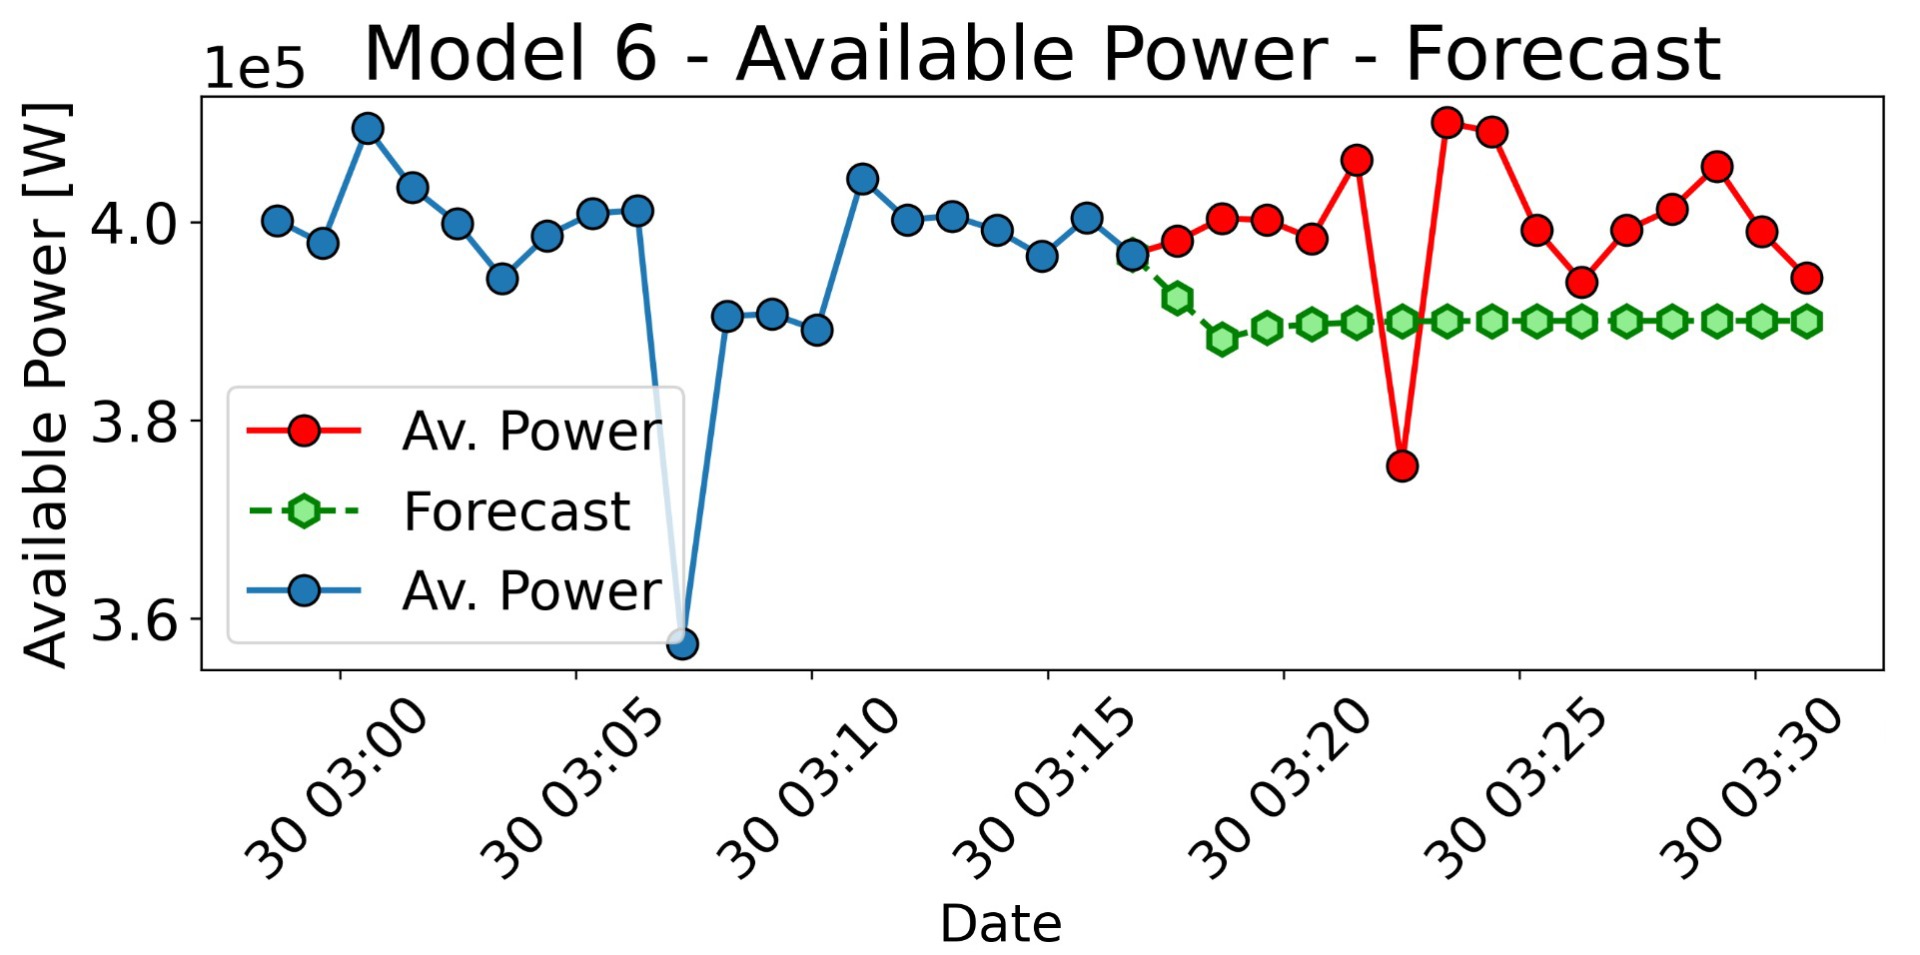 Model 6 - Available Power - Forecast
1e5
Available Power [W]
4.0
3.8
3.6
Av. Power
Forecast
Av. Power
30 03:00
30 03:05
30 03:10
30 03:15
30 03:20
30 03:25
30 03:30
Date